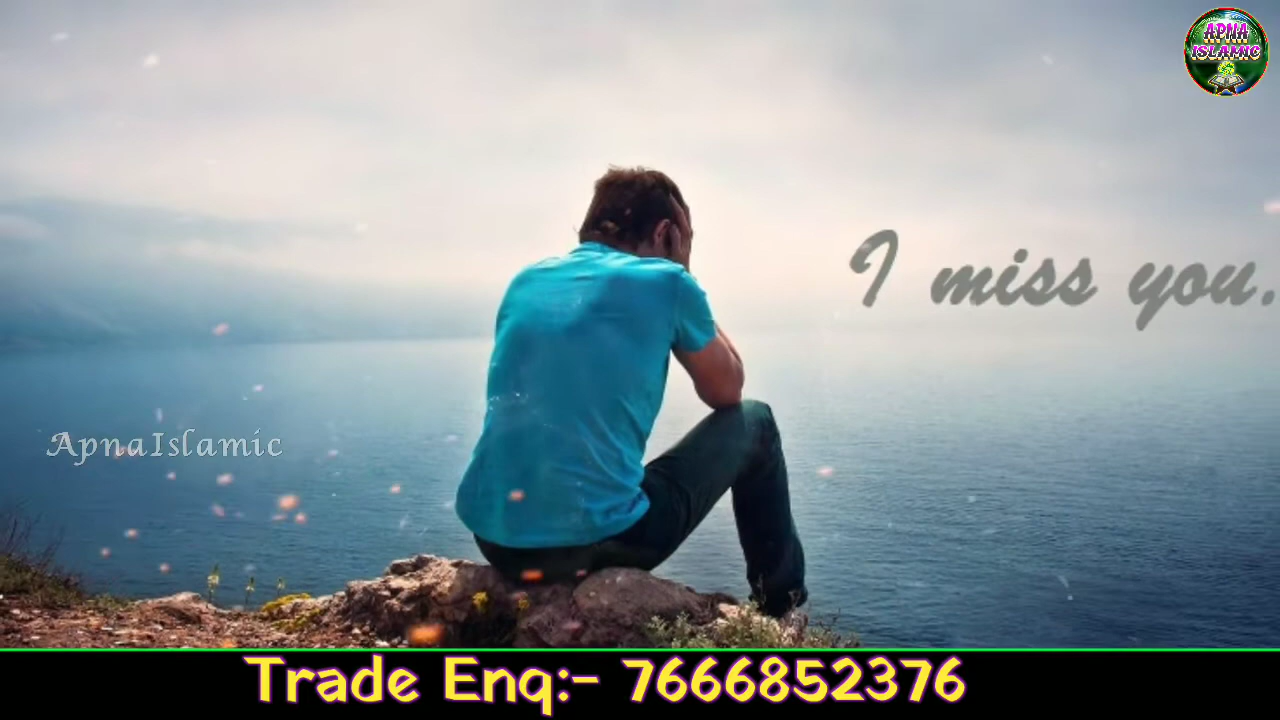 APNA
ISLAMIC
I miss you.
ApnaIslamic
Trade Enq:- 7666852376